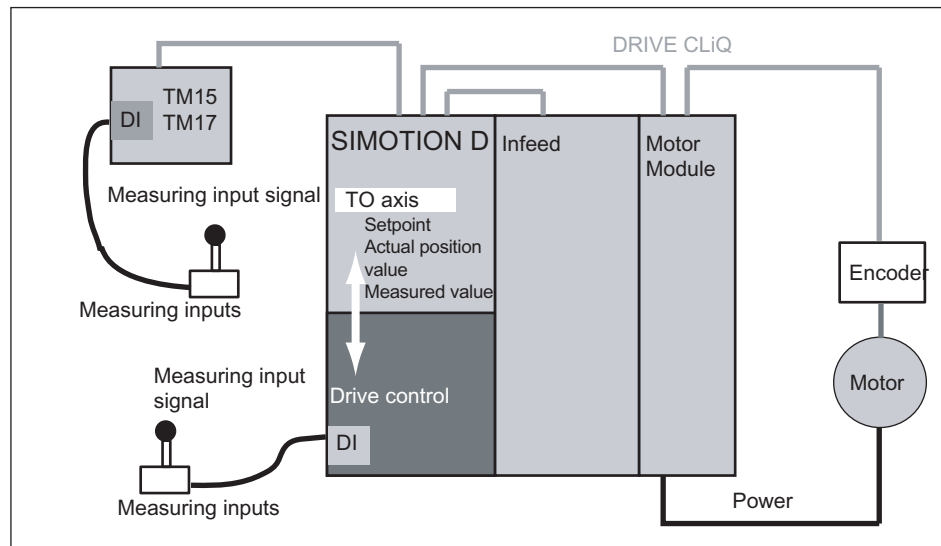 DRIVE CLiQ
TM15
TM17
DI
SIMOTION D
Infeed
Motor
Module
Measuring input signal
TO axis
Setpoint
Actual position
value
Measured value
Measuring inputs
Encoder
Measuring input
signal
Drive control
Motor
DI
Measuring inputs
Power